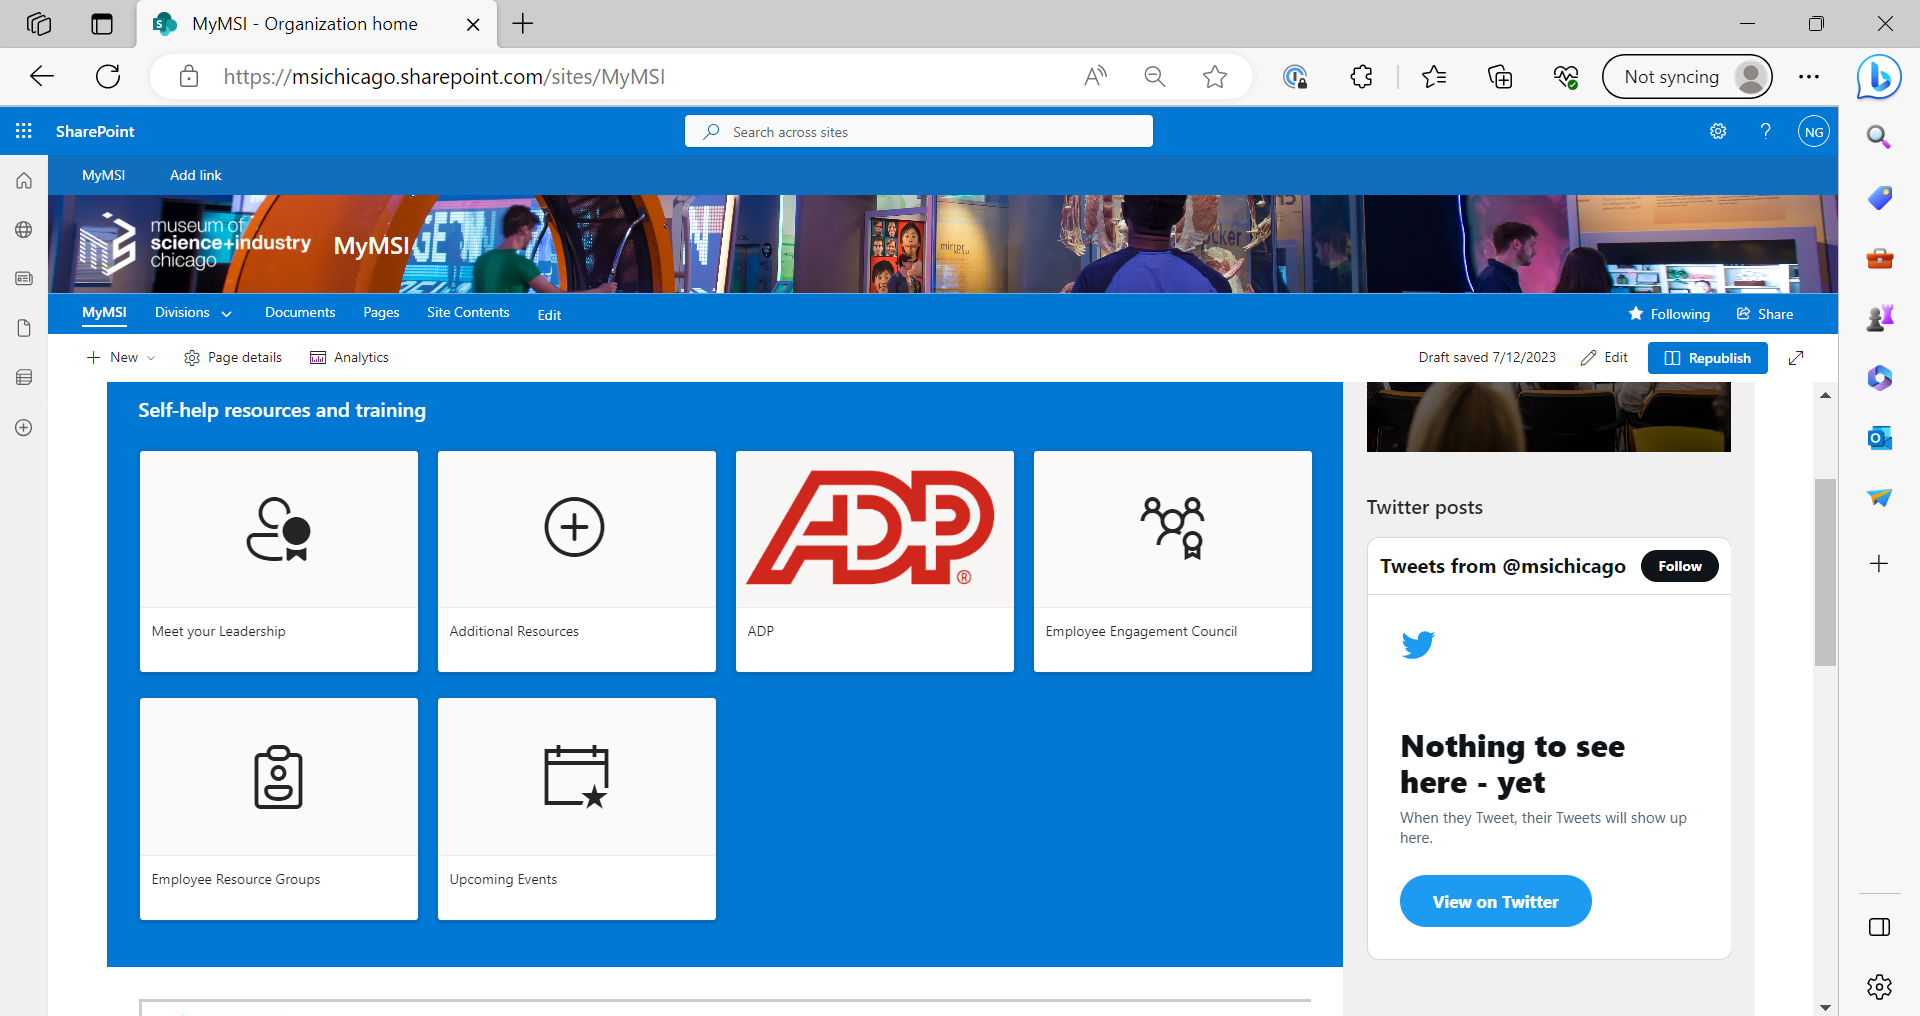 MyMSI - Organization home
https://msichicago.sharepoint.com/sites/MyMSI
Not syncing
SharePoint
Search across sites
NG
MyMSI
Add link
museum of
science+industry
chicago
MyMSI
mirror
MyMSI
Divisions
Documents
Pages
Site Contents
Edit
Following
Share
New
Page details
Analytics
Draft saved 7/12/2023
Edit
Republish
Self-help resources and training
ADP®
Meet your Leadership
Additional Resources
ADP
Employee Engagement Council
Employee Resource Groups
Upcoming Events
Twitter posts
Tweets from @msichicago
Follow
Nothing to see
here - yet
When they Tweet, their Tweets will show up
here.
View on Twitter